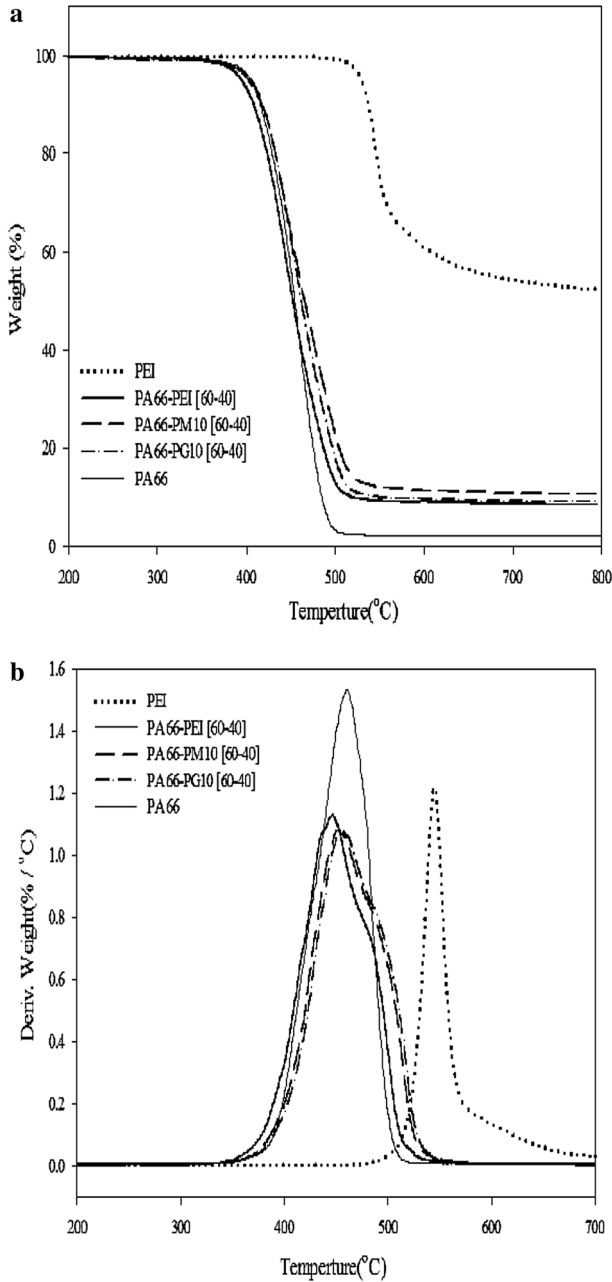 a
100
80
60
40
20
0
Weight (%)
PEI
PA66-PEI [60-40]
PA66-PM10 [60-40]
PA66-PG10 [60-40]
PA66
200 300 400 500 600 700 800
Temperture(°C)
b
1.6
1.4
1.2
1.0
0.8
0.6
0.4
0.2
0.0
Deriv. Weight(% / °C)
PEI
PA66-PEI [60-40]
PA66-PM10 [60-40]
PA66-PG10 [60-40]
PA66
200 300 400 500 600 700
Temperture(°C)